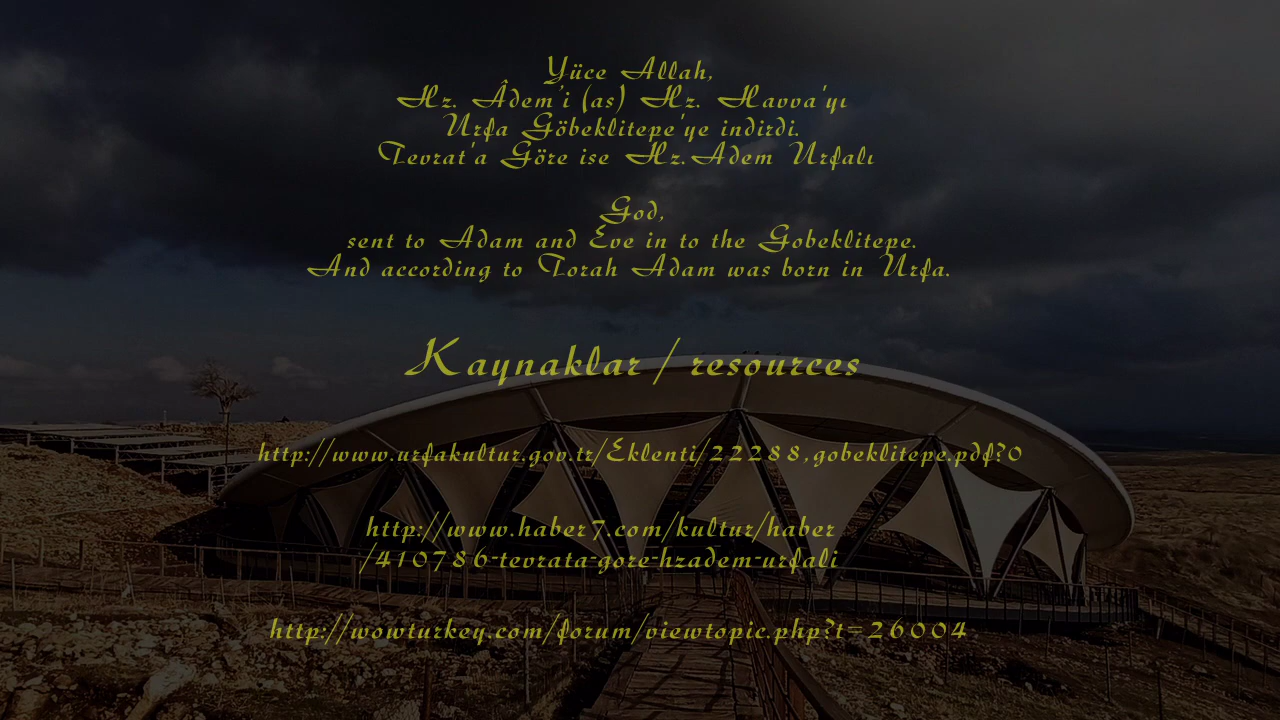 Yüce Allah,
Hz. Âdem'i (as) Hz. Havva'yı
Urfa Göbeklitepe'ye indirdi.
Tevrat'a Göre ise Hz.Adem Urfalı
God,
sent to Adam and Eve in to the Gobeklitepe.
And according to Torah Adam was born in Urfa.
Kaynaklar / resources
http://www.urfakultur.gov.tr/Eklenti/22288,gobeklitepe.pdf?0
http://www.haber7.com/kultur/haber
/410786-tevrata-gore-hzadem-urfali
http://wowturkey.com/forum/viewtopic.php?t=26004